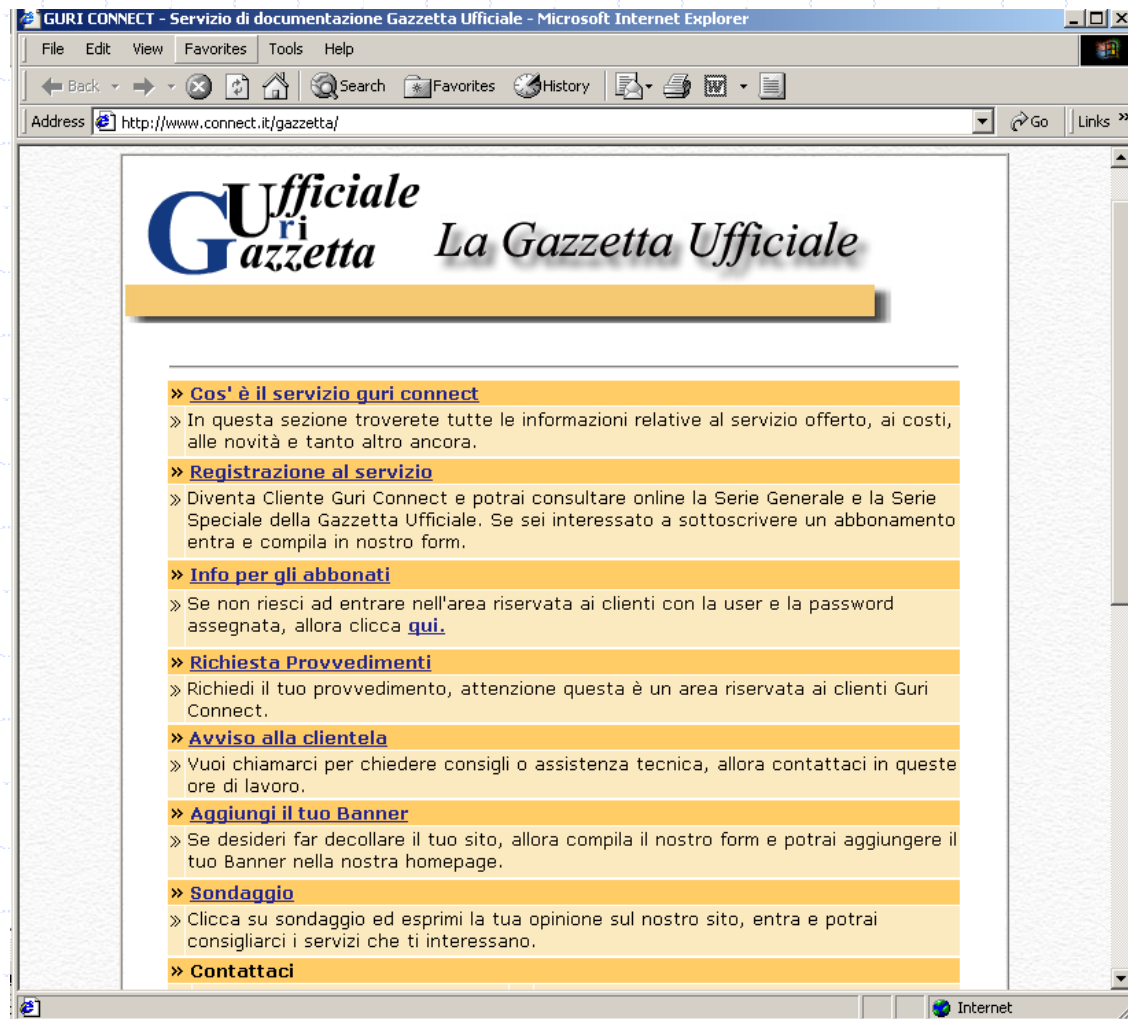 GURI CONNECT - Servizio di documentazione Gazzetta Ufficiale - Microsoft Internet Explorer
File Edit View Favorites Tools Help
Back Search Favorites History
Address http://www.connect.it/gazzetta/ Go Links »
Ufficiale
ri
Gazzetta
La Gazzetta Ufficiale
» Cos' è il servizio guri connect
» In questa sezione troverete tutte le informazioni relative al servizio offerto, ai costi,
alle novità e tanto altro ancora.
» Registrazione al servizio
» Diventa Cliente Guri Connect e potrai consultare online la Serie Generale e la Serie
Speciale della Gazzetta Ufficiale. Se sei interessato a sottoscrivere un abbonamento
entra e compila in nostro form.
» Info per gli abbonati
» Se non riesci ad entrare nell'area riservata ai clienti con la user e la password
assegnata, allora clicca qui.
» Richiesta Provvedimenti
» Richiedi il tuo provvedimento, attenzione questa è un area riservata ai clienti Guri
Connect.
» Avviso alla clientela
» Vuoi chiamarci per chiedere consigli o assistenza tecnica, allora contattaci in queste
ore di lavoro.
» Aggiungi il tuo Banner
» Se desideri far decollare il tuo sito, allora compila il nostro form e potrai aggiungere il
tuo Banner nella nostra homepage.
» Sondaggio
» Clicca su sondaggio ed esprimi la tua opinione sul nostro sito, entra e potrai
consigliarci i servizi che ti interessano.
» Contattaci
Internet